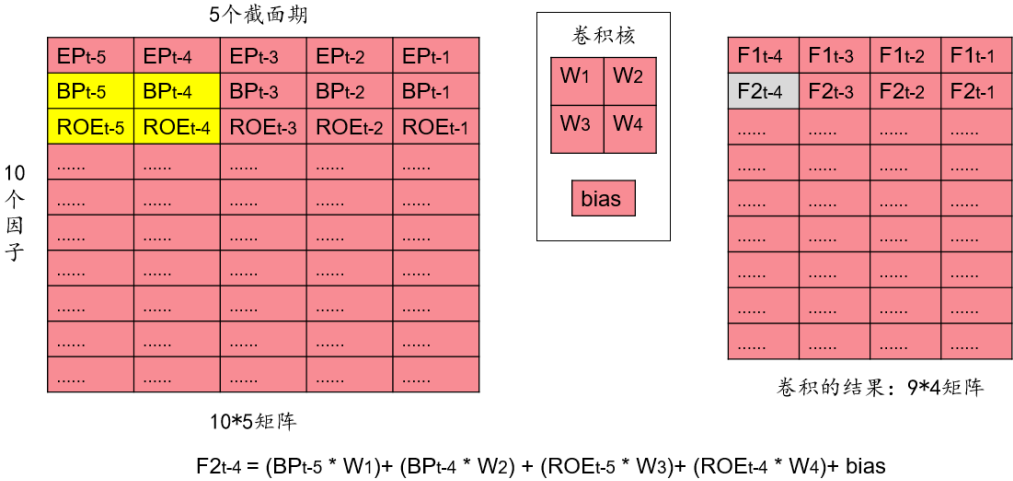 5个截面期
EPt-5 EPt-4 EPt-3 EPt-2 EPt-1
BPt-5 BPt-4 BPt-3 BPt-2 BPt-1
ROEt-5 ROEt-4 ROEt-3 ROEt-2 ROEt-1
...... ...... ...... ...... ......
...... ...... ...... ...... ......
...... ...... ...... ...... ......
...... ...... ...... ...... ......
...... ...... ...... ...... ......
...... ...... ...... ...... ......
...... ...... ...... ...... ......
10
个
因
子
10*5矩阵
卷积核
W1 W2
W3 W4
bias
F1t-4 F1t-3 F1t-2 F1t-1
F2t-4 F2t-3 F2t-2 F2t-1
...... ...... ...... ......
...... ...... ...... ......
...... ...... ...... ......
...... ...... ...... ......
...... ...... ...... ......
...... ...... ...... ......
...... ...... ...... ......
卷积的结果：9*4矩阵
F2t-4 = (BPt-5 * W1)+ (BPt-4 * W2) + (ROEt-5 * W3)+ (ROEt-4 * W4)+ bias